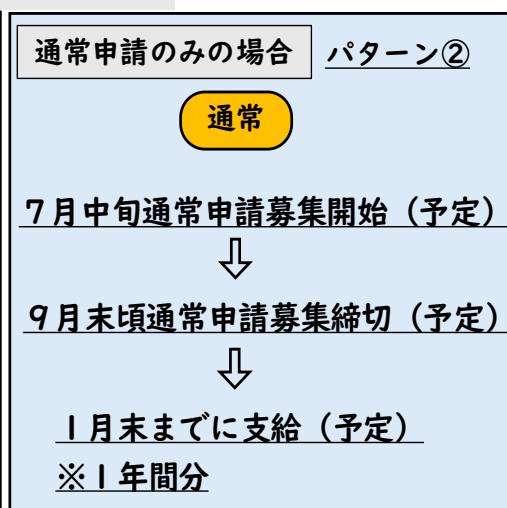 通常申請のみの場合 パターン②
通常
7月中旬通常申請募集開始（予定）
⇩
9月末頃通常申請募集締切（予定）
⇩
1月末までに支給（予定）
※1年間分